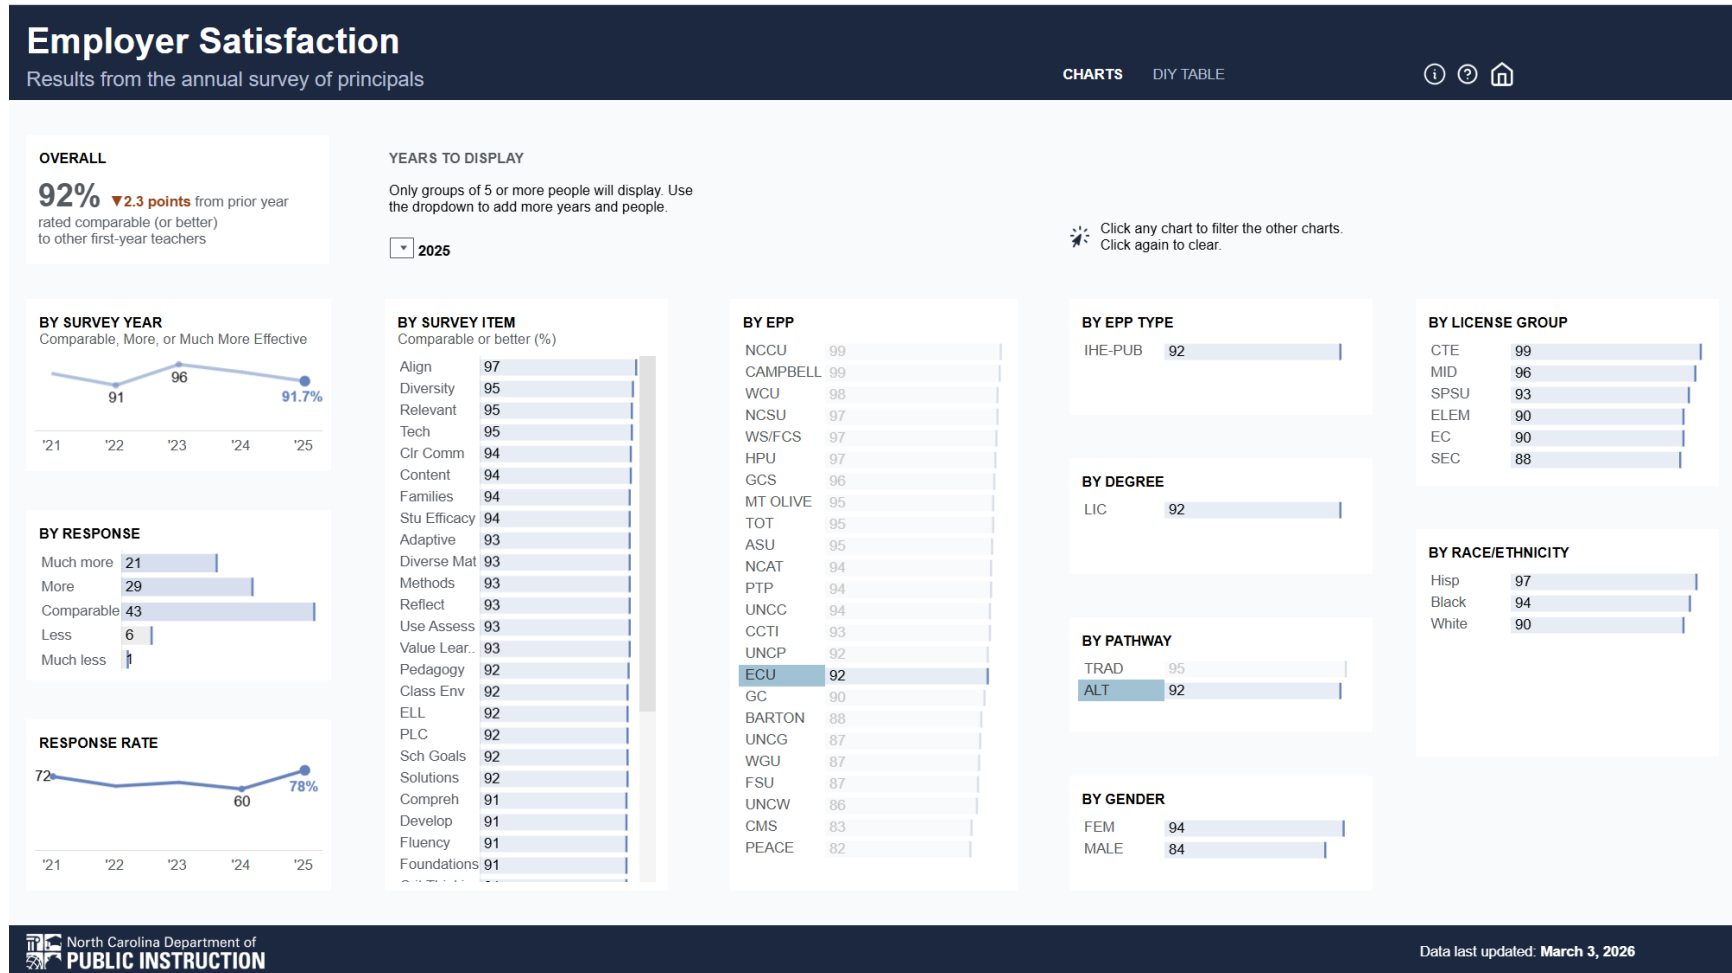 Employer Satisfaction
Results from the annual survey of principals
CHARTS
DIY TABLE
OVERALL
92% ▼2.3 points from prior year
rated comparable (or better)
to other first-year teachers
YEARS TO DISPLAY
Only groups of 5 or more people will display. Use
the dropdown to add more years and people.
2025
Click any chart to filter the other charts.
Click again to clear.
BY SURVEY YEAR
Comparable, More, or Much More Effective
96
91
91.7%
'21 '22 '23 '24 '25
BY RESPONSE
Much more 21
More 29
Comparable 43
Less 6
Much less 1
RESPONSE RATE
72
60
78%
'21 '22 '23 '24 '25
BY SURVEY ITEM
Comparable or better (%)
Align 97
Diversity 95
Relevant 95
Tech 95
Clr Comm 94
Content 94
Families 94
Stu Efficacy 94
Adaptive 93
Diverse Mat 93
Methods 93
Reflect 93
Use Assess 93
Value Lear.. 93
Pedagogy 92
Class Env 92
ELL 92
PLC 92
Sch Goals 92
Solutions 92
Compreh 91
Develop 91
Fluency 91
Foundations 91
BY EPP
NCCU 99
CAMPBELL 99
WCU 98
NCSU 97
WS/FCS 97
HPU 97
GCS 96
MT OLIVE 95
TOT 95
ASU 95
NCAT 94
PTP 94
UNCC 94
CCTI 93
UNCP 92
ECU 92
GC 90
BARTON 88
UNCG 87
WGU 87
FSU 87
UNCW 86
CMS 83
PEACE 82
BY EPP TYPE
IHE-PUB 92
BY DEGREE
LIC 92
BY PATHWAY
TRAD 95
ALT 92
BY GENDER
FEM 94
MALE 84
BY LICENSE GROUP
CTE 99
MID 96
SPSU 93
ELEM 90
EC 90
SEC 88
BY RACE/ETHNICITY
Hisp 97
Black 94
White 90
North Carolina Department of
PUBLIC INSTRUCTION
Data last updated: March 3, 2026